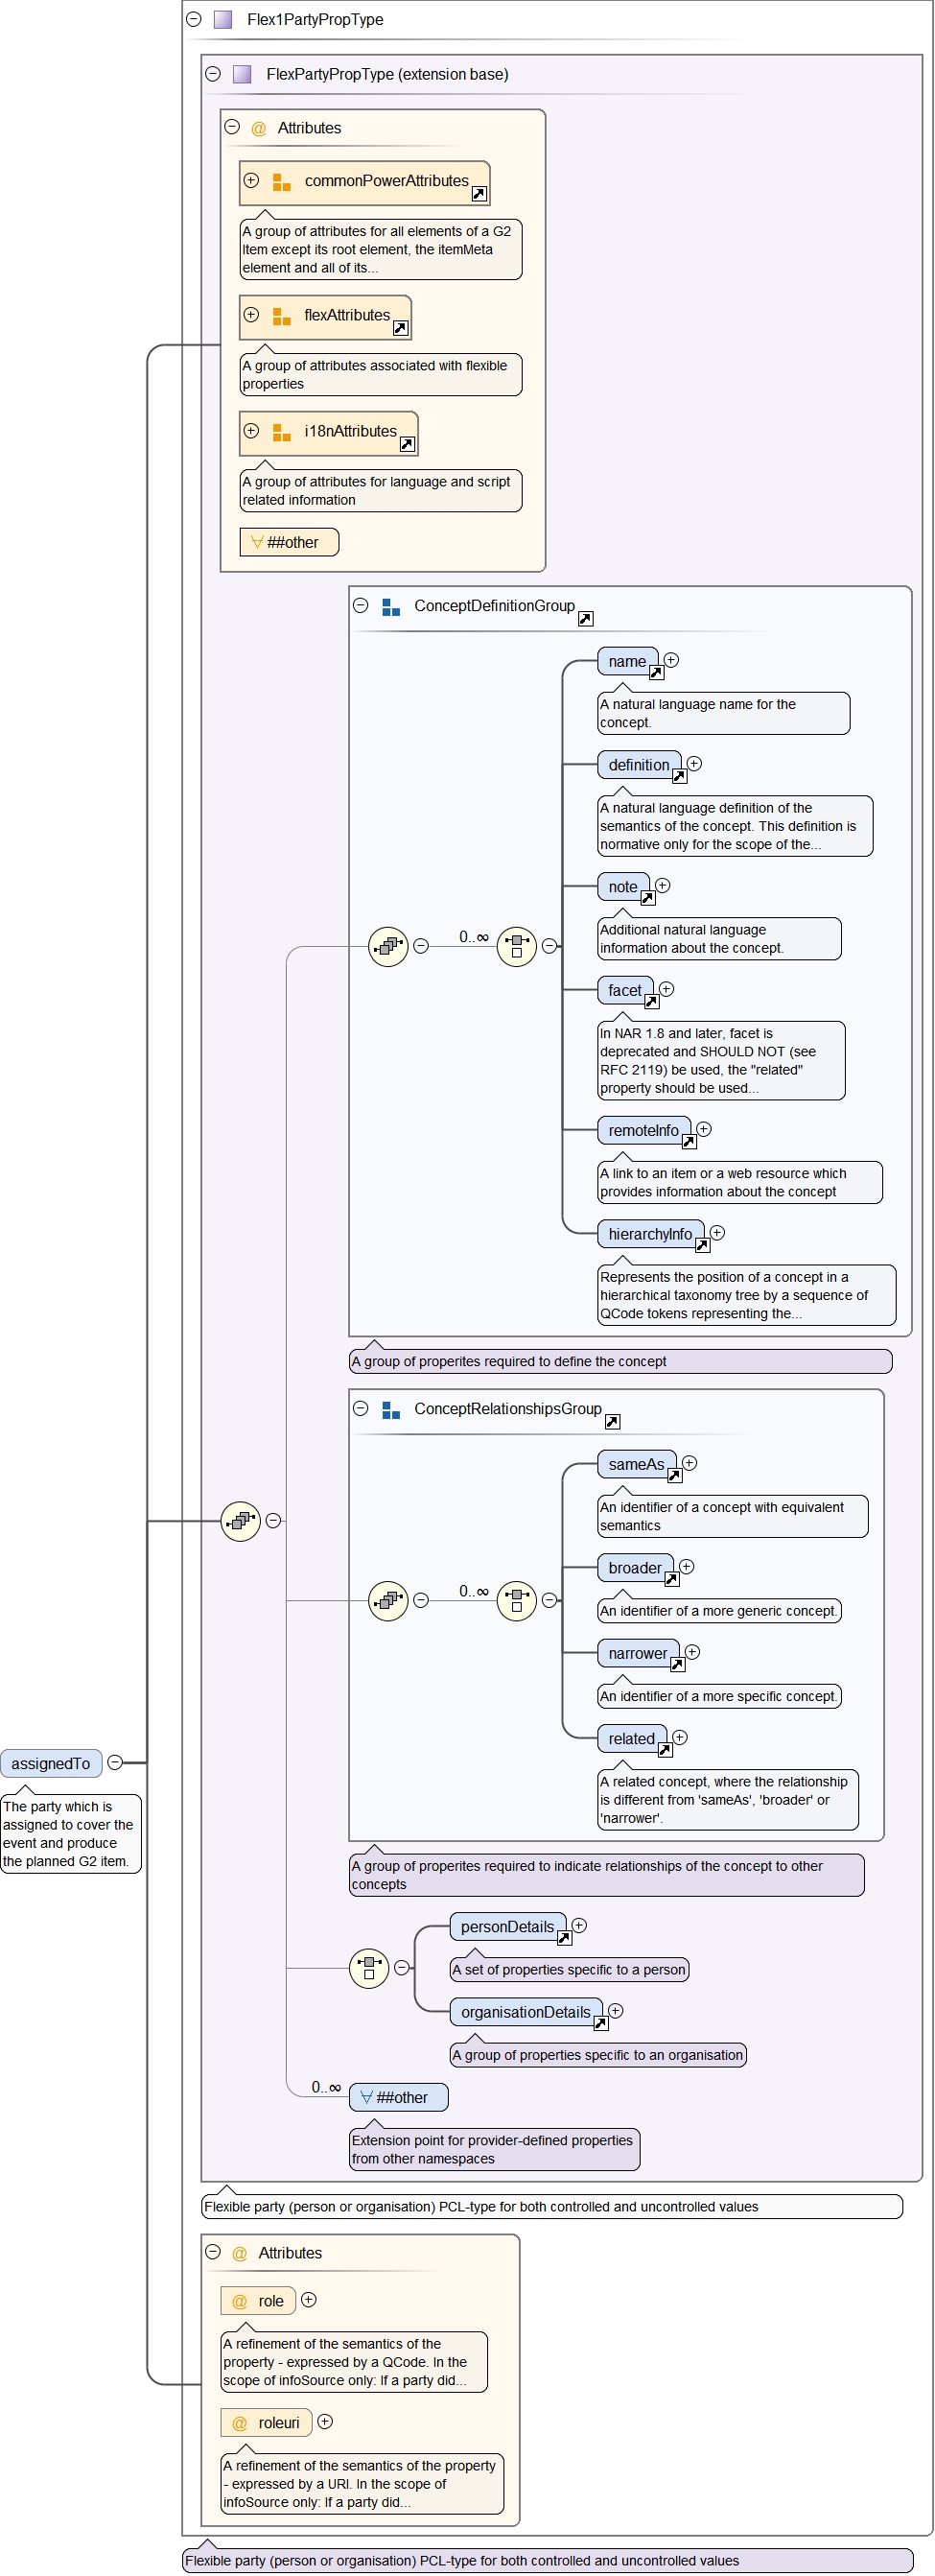 Flex1PartyPropType
FlexPartyPropType (extension base)
@ Attributes
commonPowerAttributes
A group of attributes for all elements of a G2
Item except its root element, the itemMeta
element and all of its...
flexAttributes
A group of attributes associated with flexible
properties
i18nAttributes
A group of attributes for language and script
related information
##other
ConceptDefinitionGroup
name
A natural language name for the
concept.
definition
A natural language definition of the
semantics of the concept. This definition is
normative only for the scope of the...
note
Additional natural language
information about the concept.
0..∞
facet
In NAR 1.8 and later, facet is
deprecated and SHOULD NOT (see
RFC 2119) be used, the "related"
property should be used...
remoteInfo
A link to an item or a web resource which
provides information about the concept
hierarchyInfo
Represents the position of a concept in a
hierarchical taxonomy tree by a sequence of
QCode tokens representing the...
A group of properites required to define the concept
ConceptRelationshipsGroup
sameAs
An identifier of a concept with equivalent
semantics
broader
0..∞
An identifier of a more generic concept.
narrower
An identifier of a more specific concept.
related
A related concept, where the relationship
is different from 'sameAs', 'broader' or
'narrower'.
assignedTo
The party which is
assigned to cover the
event and produce
the planned G2 item.
A group of properites required to indicate relationships of the concept to other
concepts
personDetails
A set of properties specific to a person
organisationDetails
A group of properties specific to an organisation
0..∞
##other
Extension point for provider-defined properties
from other namespaces
Flexible party (person or organisation) PCL-type for both controlled and uncontrolled values
@ Attributes
@ role
A refinement of the semantics of the
property - expressed by a QCode. In the
scope of infoSource only: If a party did...
@ roleuri
A refinement of the semantics of the property
- expressed by a URI. In the scope of
infoSource only: If a party did...
Flexible party (person or organisation) PCL-type for both controlled and uncontrolled values